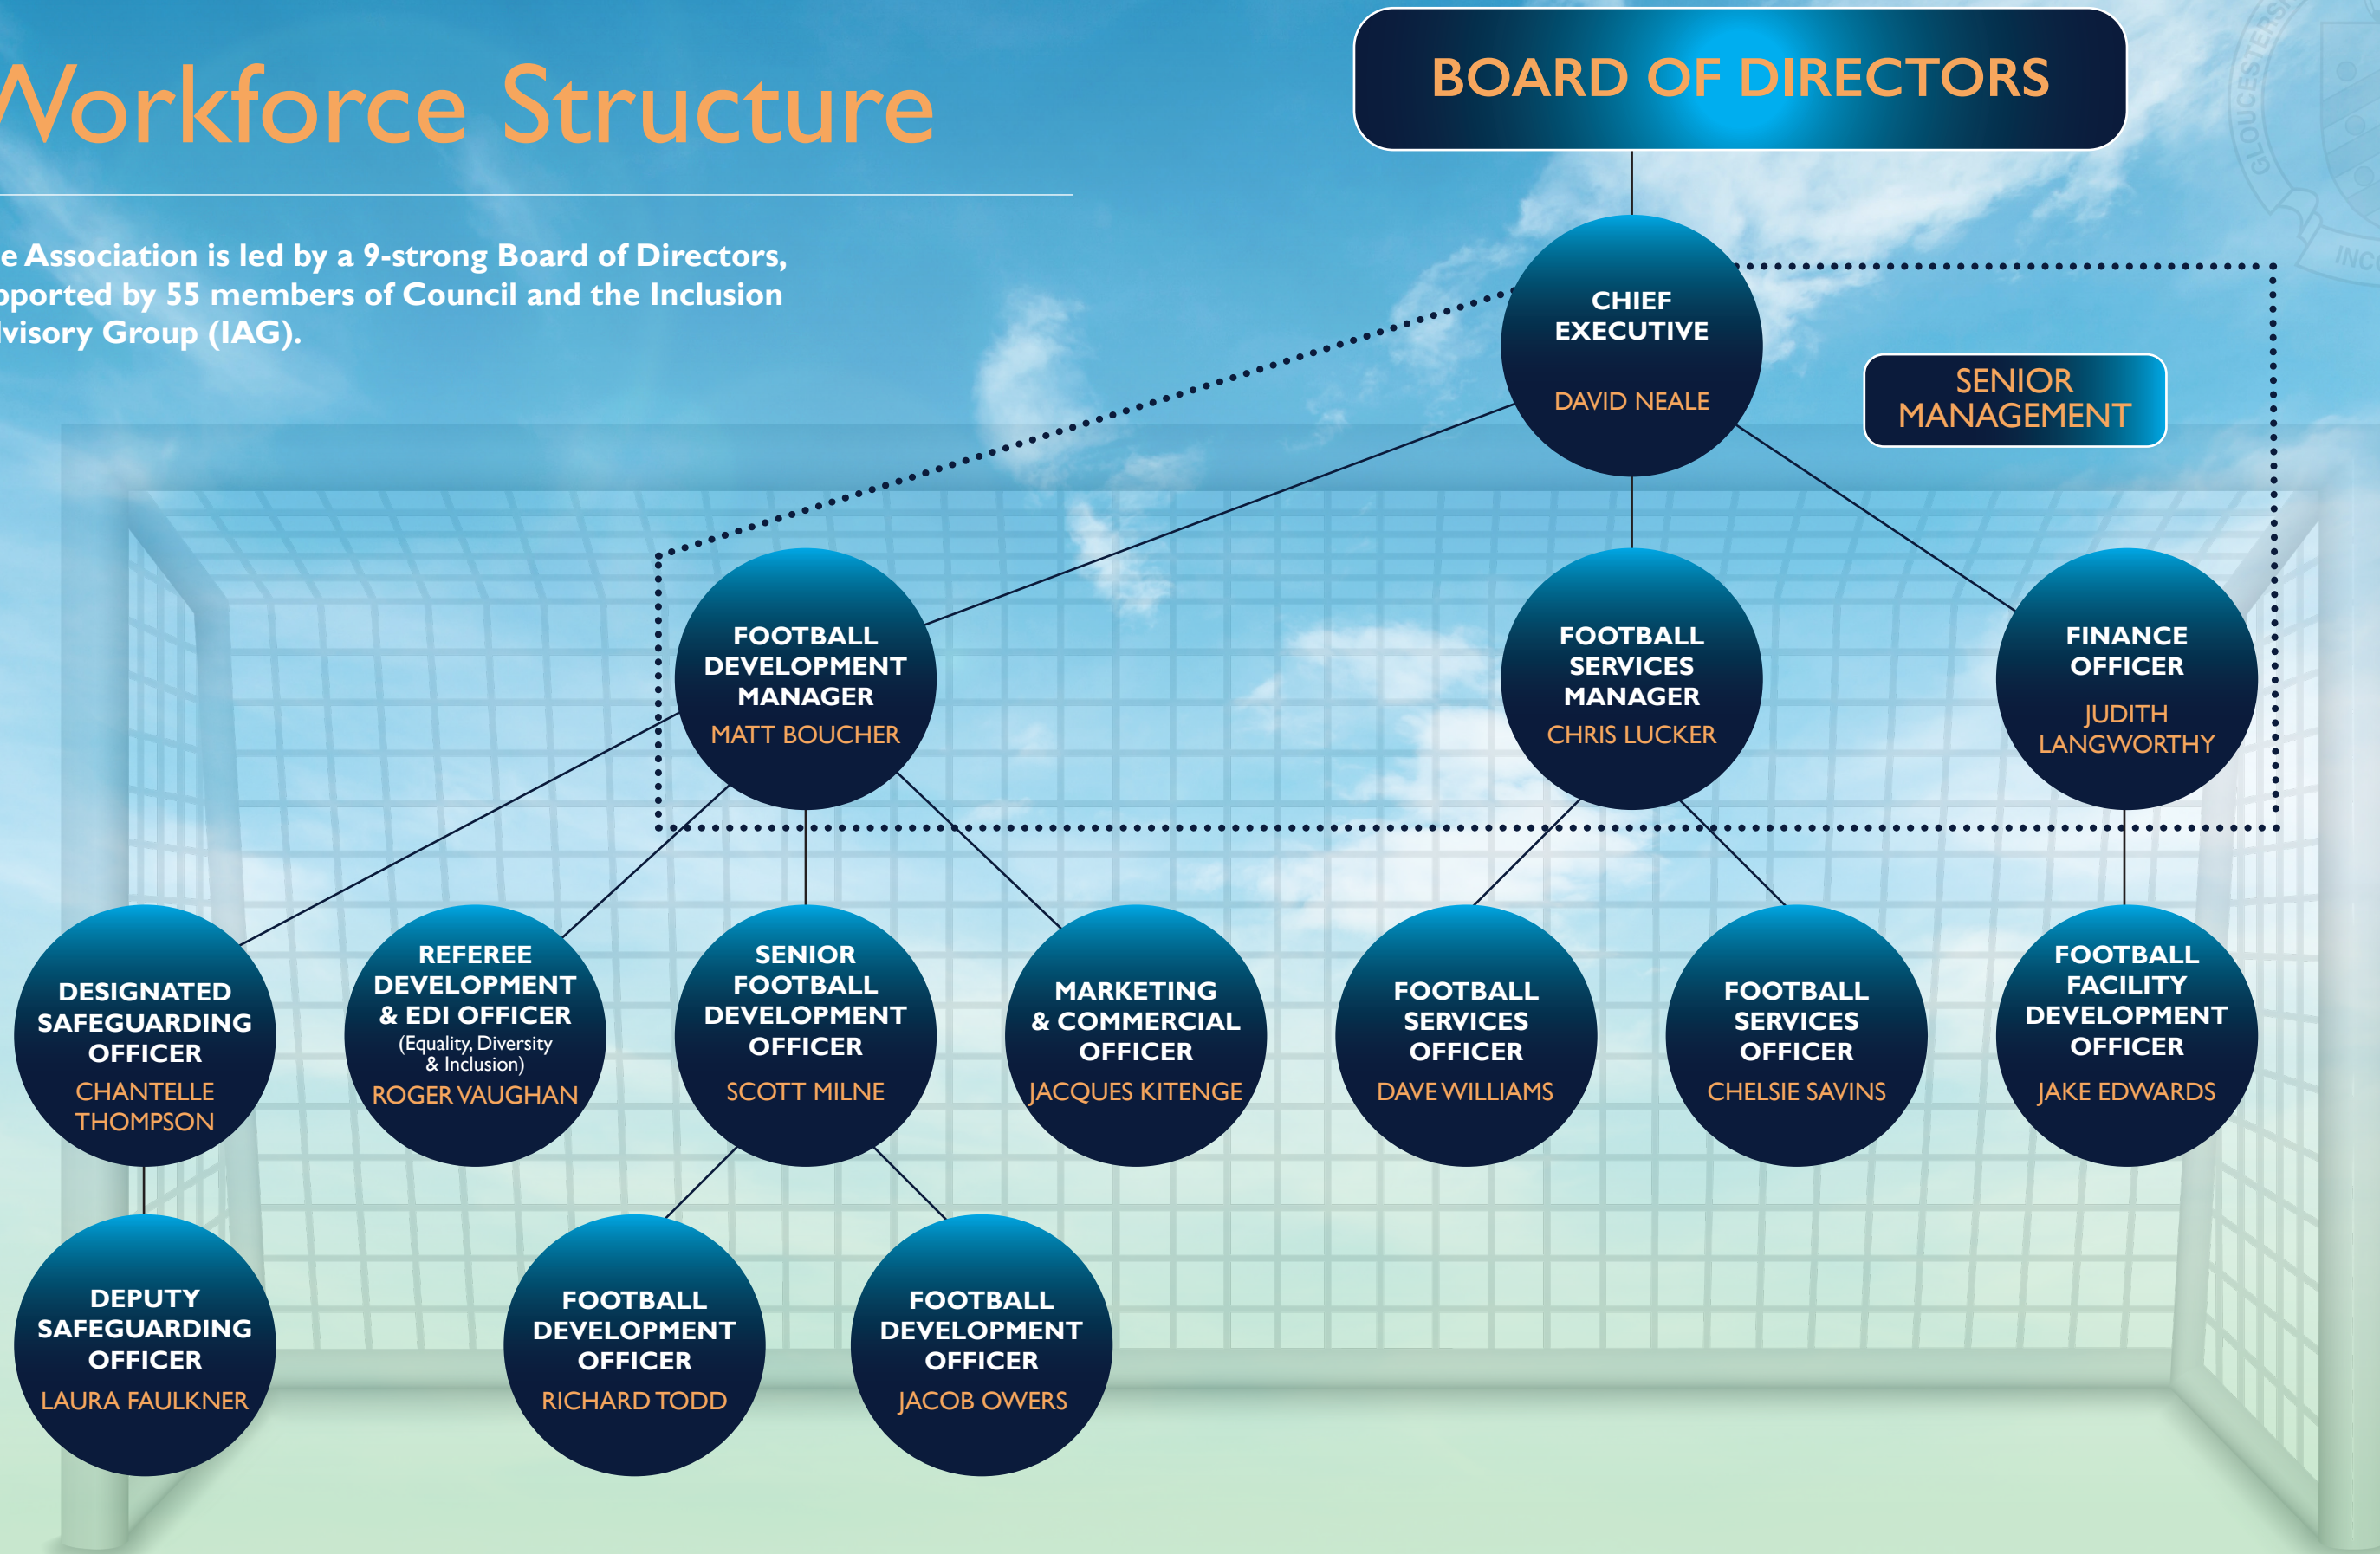 Workforce Structure
BOARD OF DIRECTORS
Association is led by a 9-strong Board of Directors,
by 55 members of Council and the Inclusion
Group (IAG).
CHIEF
EXECUTIVE
DAVID NEALE
SENIOR
MANAGEMENT
FOOTBALL
DEVELOPMENT
MANAGER
MATT BOUCHER
FOOTBALL
SERVICES
MANAGER
CHRIS LUCKER
FINANCE
OFFICER
JUDITH
LANGWORTHY
DESIGNATED
SAFEGUARDING
OFFICER
CHANTELLE
THOMPSON
REFEREE
DEVELOPMENT
& EDI OFFICER
(Equality, Diversity
& Inclusion)
ROGER VAUGHAN
SENIOR
FOOTBALL
DEVELOPMENT
OFFICER
SCOTT MILNE
MARKETING
& COMMERCIAL
OFFICER
JACQUES KITENGE
FOOTBALL
SERVICES
OFFICER
DAVE WILLIAMS
FOOTBALL
SERVICES
OFFICER
CHELSIE SAVINS
FOOTBALL
FACILITY
DEVELOPMENT
OFFICER
JAKE EDWARDS
DEPUTY
SAFEGUARDING
OFFICER
LAURA FAULKNER
FOOTBALL
DEVELOPMENT
OFFICER
RICHARD TODD
FOOTBALL
DEVELOPMENT
OFFICER
JACOB OWERS